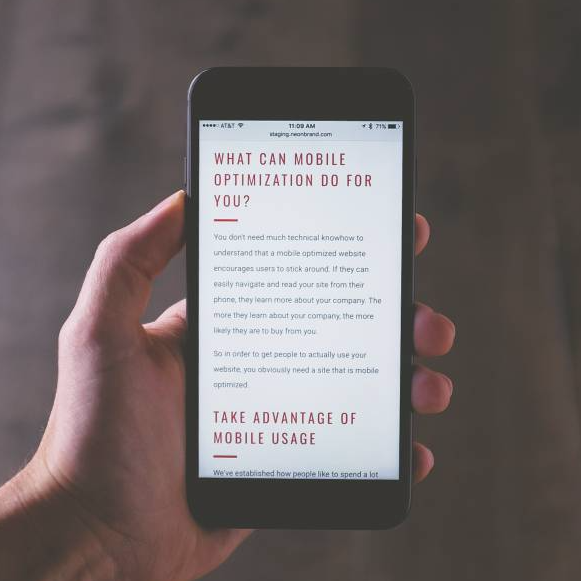 AT&T 11:09 AM 71%
staging.neonbrand.com
WHAT CAN MOBILE
OPTIMIZATION DO FOR
YOU?
You don't need much technical knowhow to
understand that a mobile optimized website
encourages users to stick around. If they can
easily navigate and read your site from their
phone, they learn more about your company. The
more they learn about your company, the more
likely they are to buy from you.
So in order to get people to actually use your
website, you obviously need a site that is mobile
optimized.
TAKE ADVANTAGE OF
MOBILE USAGE
We've established how people like to spend a lot